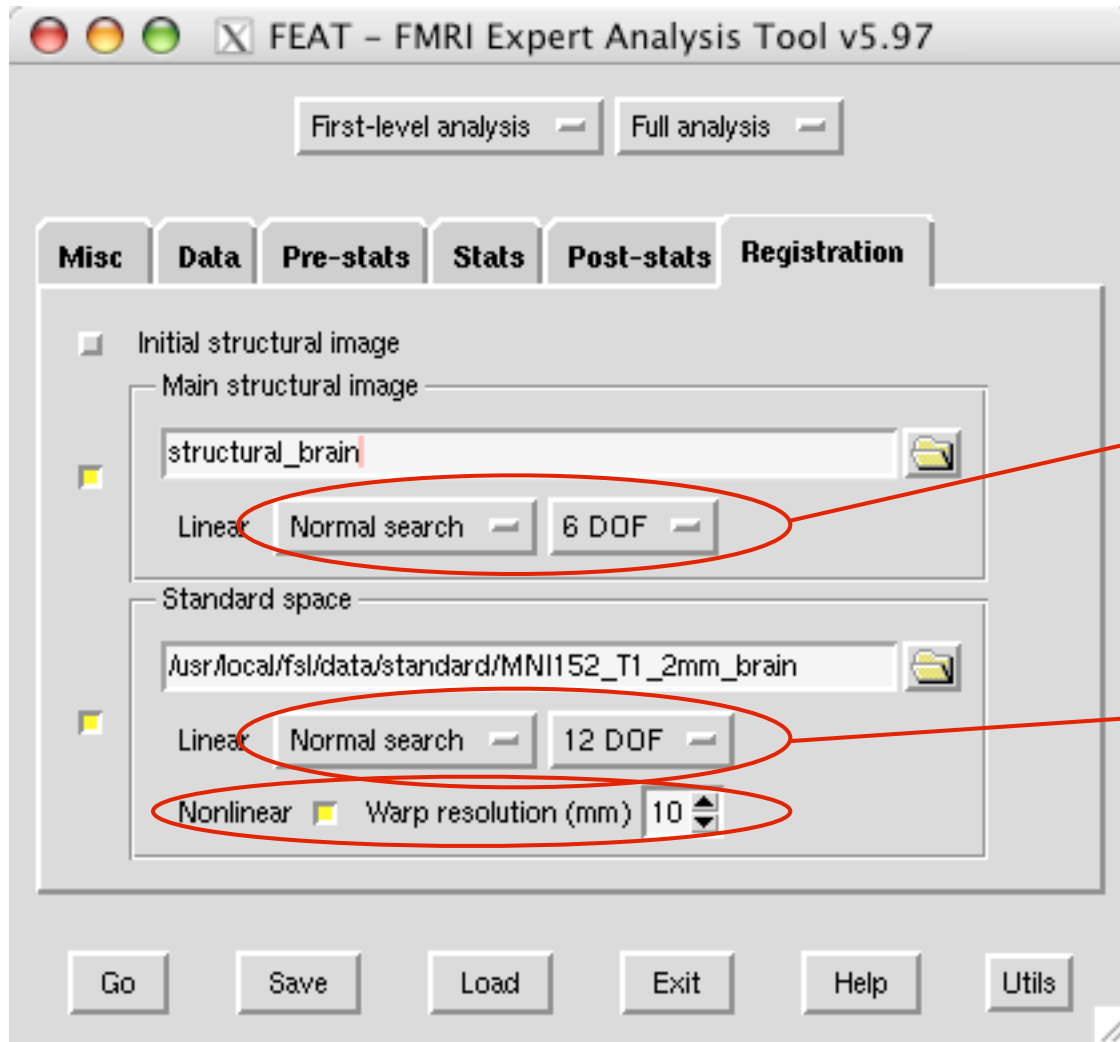 FEAT - FMRI Expert Analysis Tool v5.97
First-level analysis Full analysis
Misc Data Pre-stats Stats Post-stats Registration
Initial structural image
Main structural image
structural_brain
Linear Normal search 6 DOF
Standard space
/usr/local/fsl/data/standard/MNI152_T1_2mm_brain
Linear Normal search 12 DOF
Nonlinear Warp resolution (mm) 10
Go Save Load Exit Help Utils